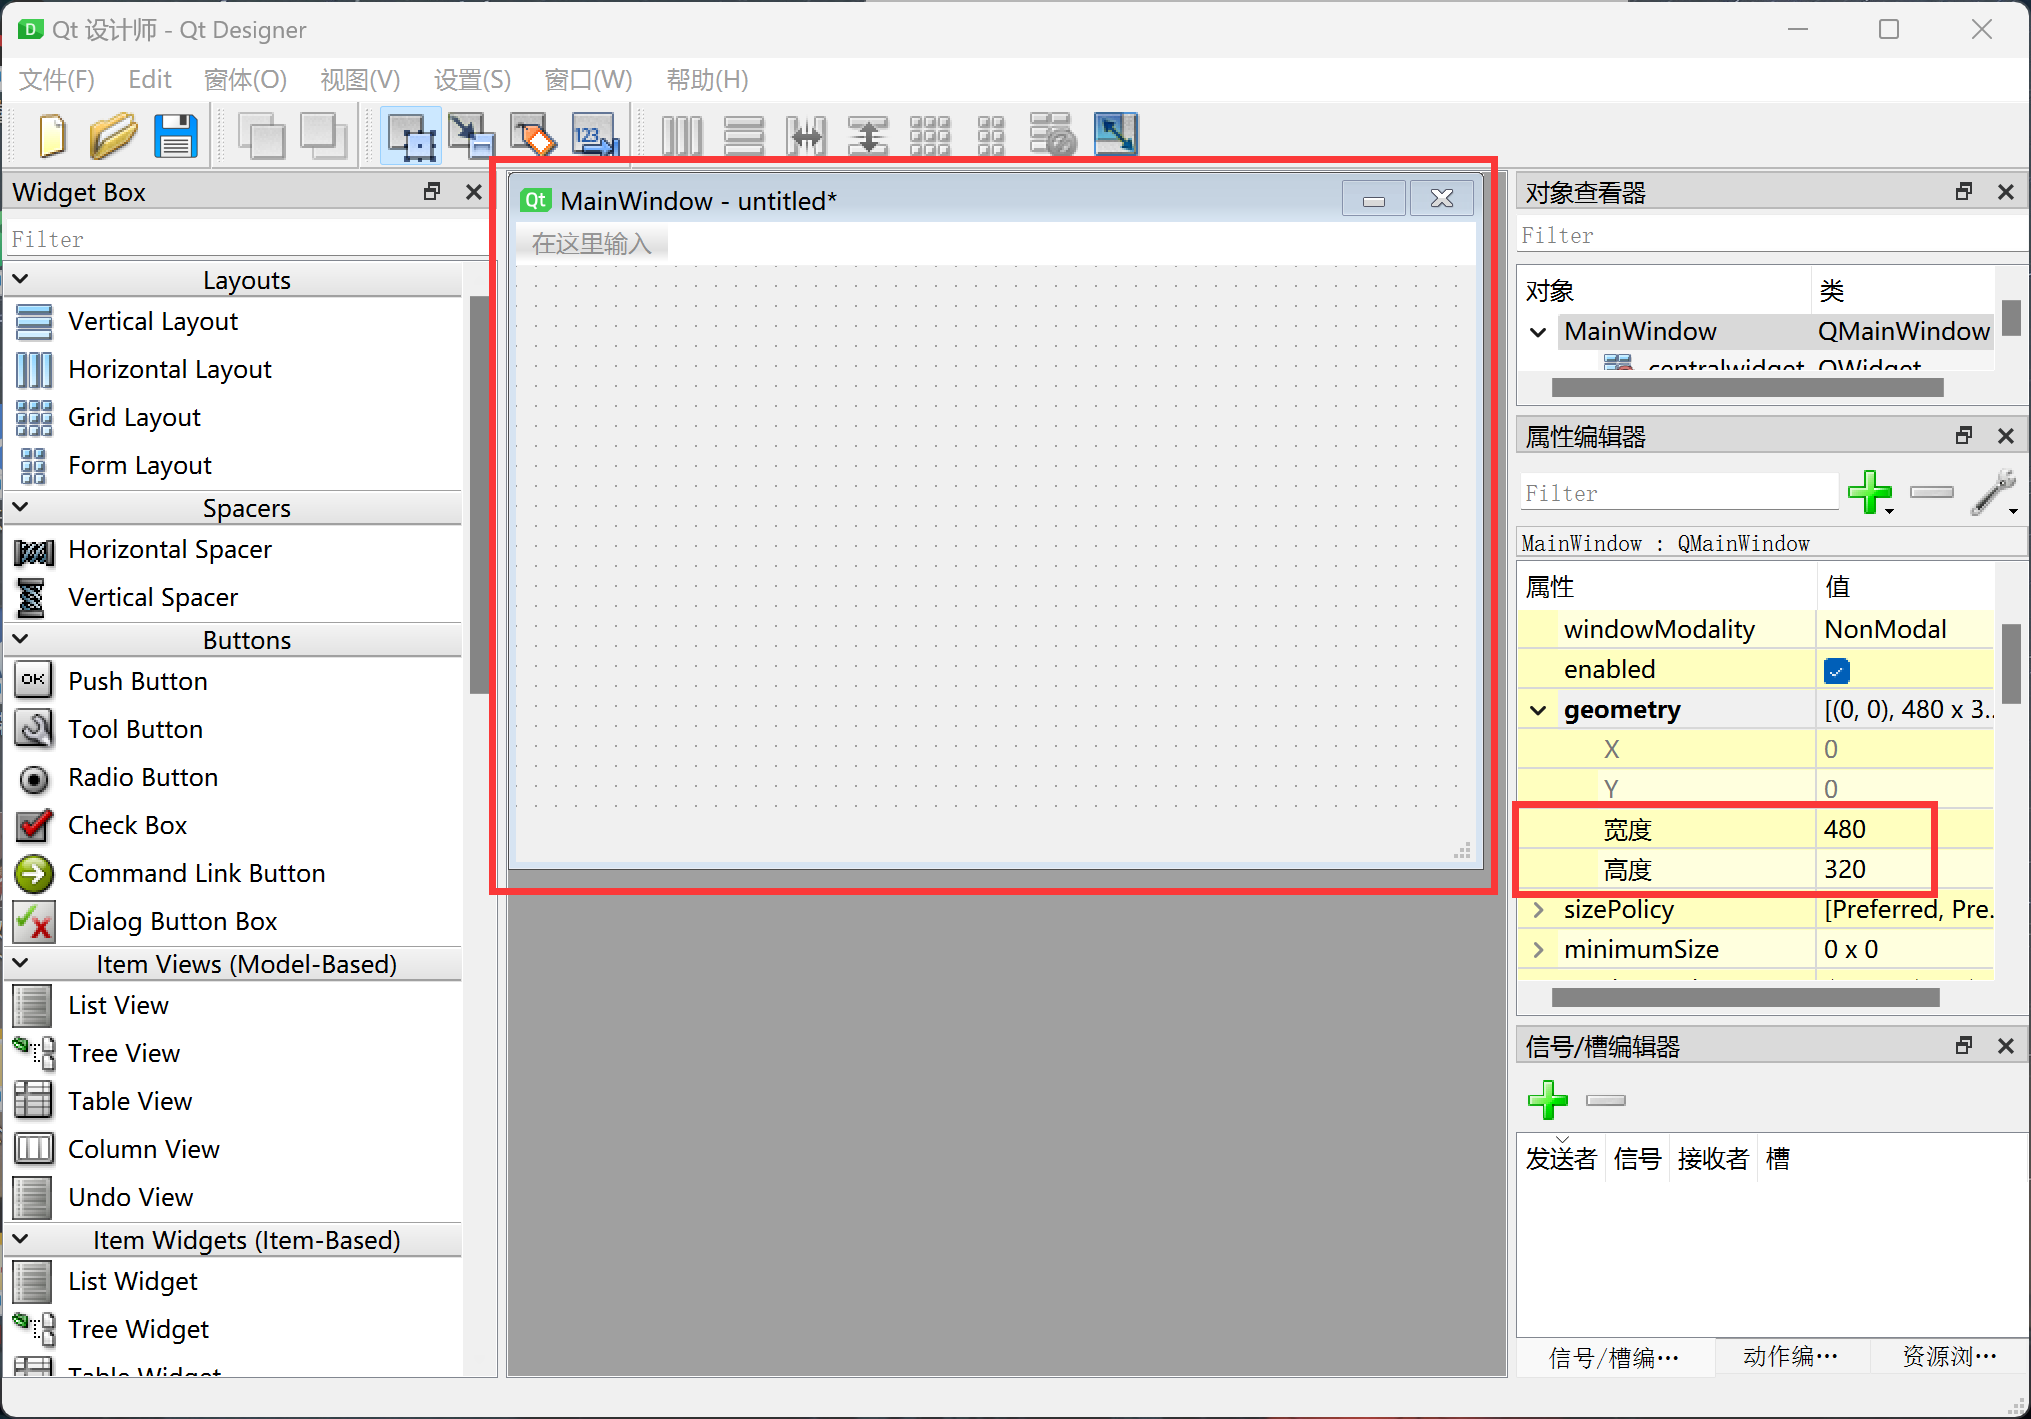 Qt 设计师 - Qt Designer
文件(F) Edit 窗体(O) 视图(V) 设置(S) 窗口(W) 帮助(H)
123
Widget Box
Filter
Layouts
Vertical Layout
Horizontal Layout
Grid Layout
Form Layout
Spacers
Horizontal Spacer
Vertical Spacer
Buttons
OK Push Button
Tool Button
Radio Button
Check Box
Command Link Button
Dialog Button Box
Item Views (Model-Based)
List View
Tree View
Table View
Column View
Undo View
Item Widgets (Item-Based)
List Widget
Tree Widget
Table Widget
Qt MainWindow - untitled*
在这里输入
对象查看器
Filter
对象 类
MainWindow QMainWindow
centralwidget QWidget
属性编辑器
Filter
MainWindow : QMainWindow
属性 值
windowModality NonModal
enabled
geometry [(0, 0), 480 x 3..
X 0
Y 0
宽度 480
高度 320
sizePolicy [Preferred, Pre.
minimumSize 0 x 0
信号/槽编辑器
发送者 信号 接收者 槽
信号/槽编… 动作编… 资源浏…